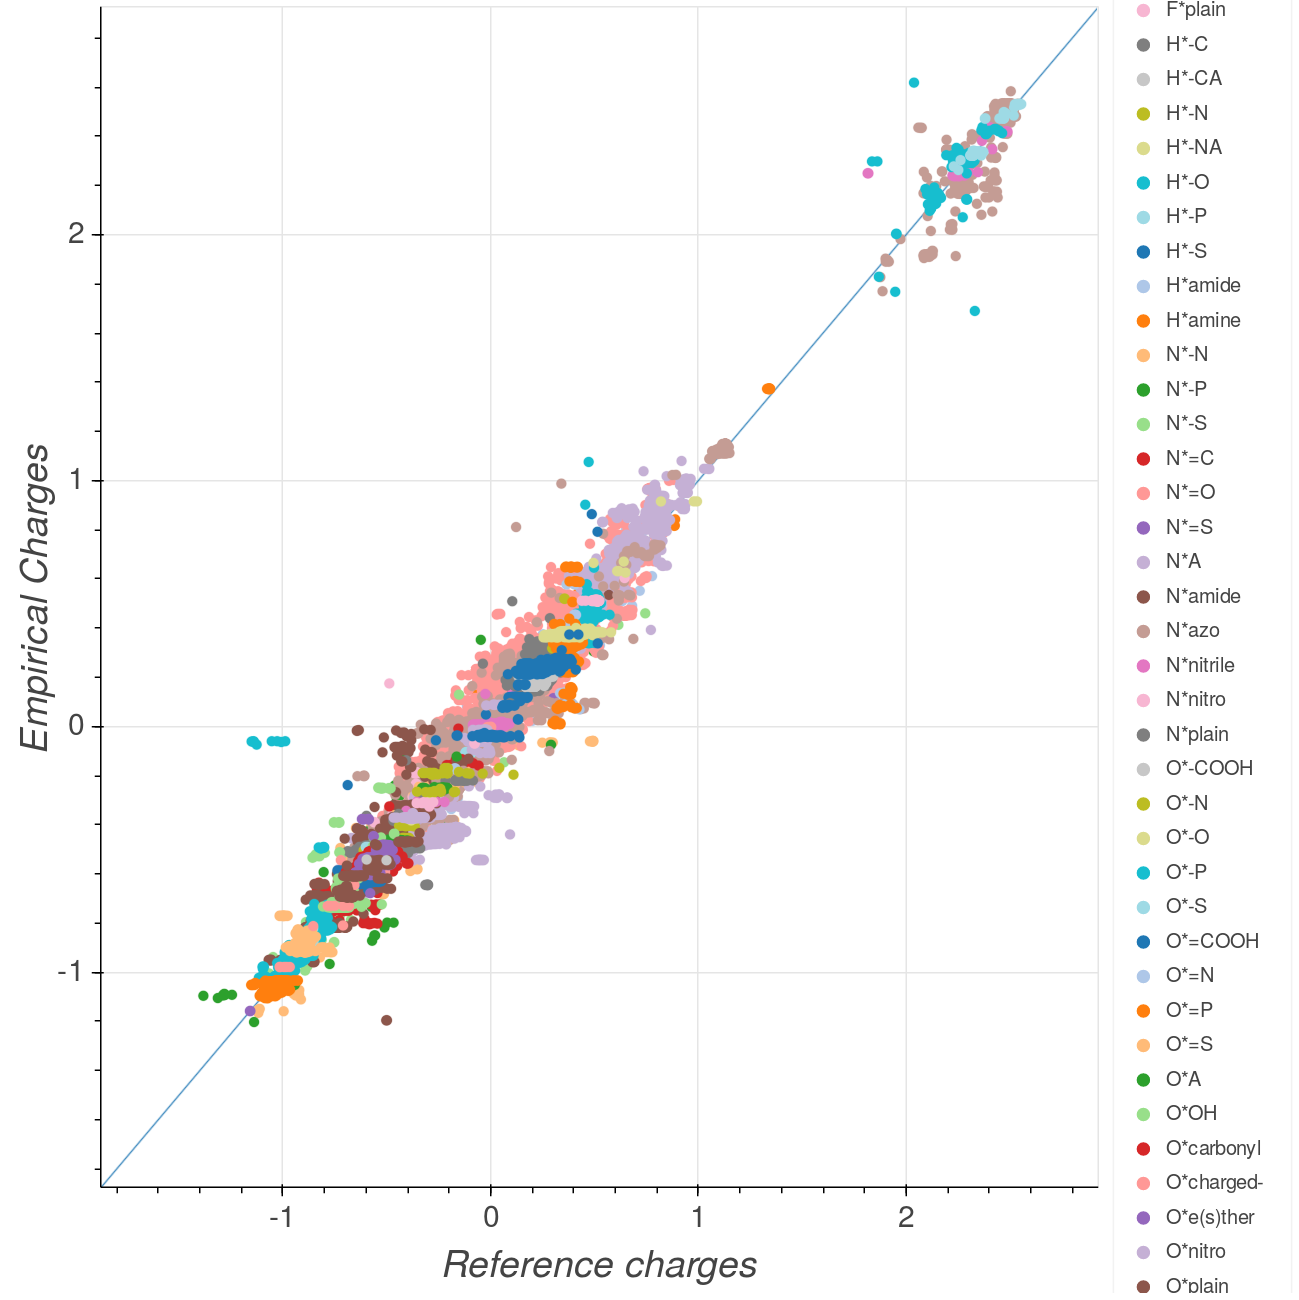 Empirical Charges
2
1
0
-1
-1
0
1
2
Reference charges
F*plain
H*-C
H*-CA
H*-N
H*-NA
H*-O
H*-P
H*-S
H*amide
H*amine
N*-N
N*-P
N*-S
N*=C
N*=O
N*=S
N*A
N*amide
N*azo
N*nitrile
N*nitro
N*plain
O*-COOH
O*-N
O*-O
O*-P
O*-S
O*=COOH
O*=N
O*=P
O*=S
O*A
O*OH
O*carbonyl
O*charged-
O*e(s)ther
O*nitro
O*plain